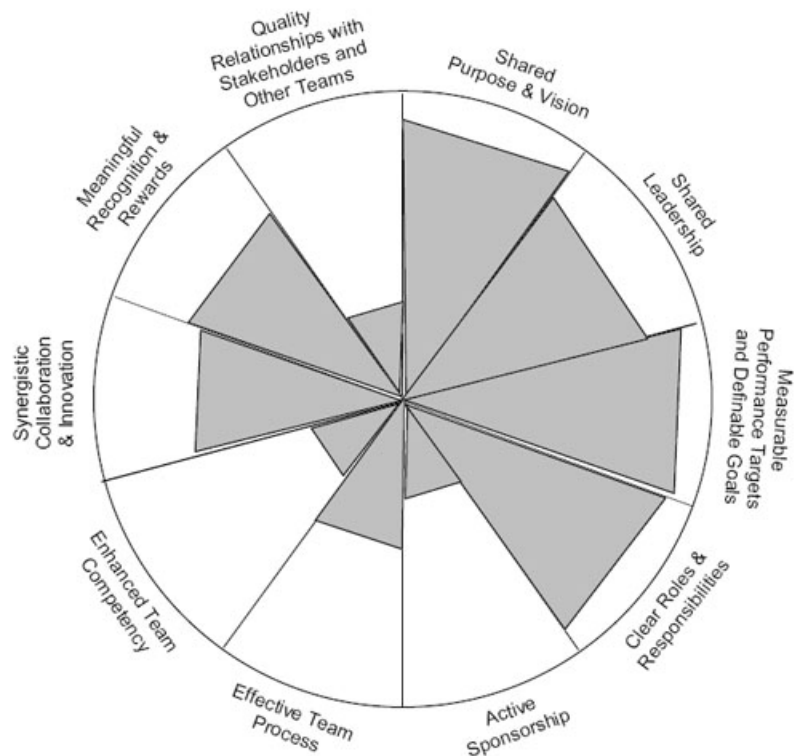 Quality
Relationships with
Stakeholders and
Other Teams
Shared
Purpose & Vision
Shared
Leadership
Measurable
Performance Targets
and Definable Goals
Clear Roles &
Responsibilities
Active
Sponsorship
Effective Team
Process
Enhanced Team
Competency
Synergistic
Collaboration
& Innovation
Meaningful
Recognition &
Rewards